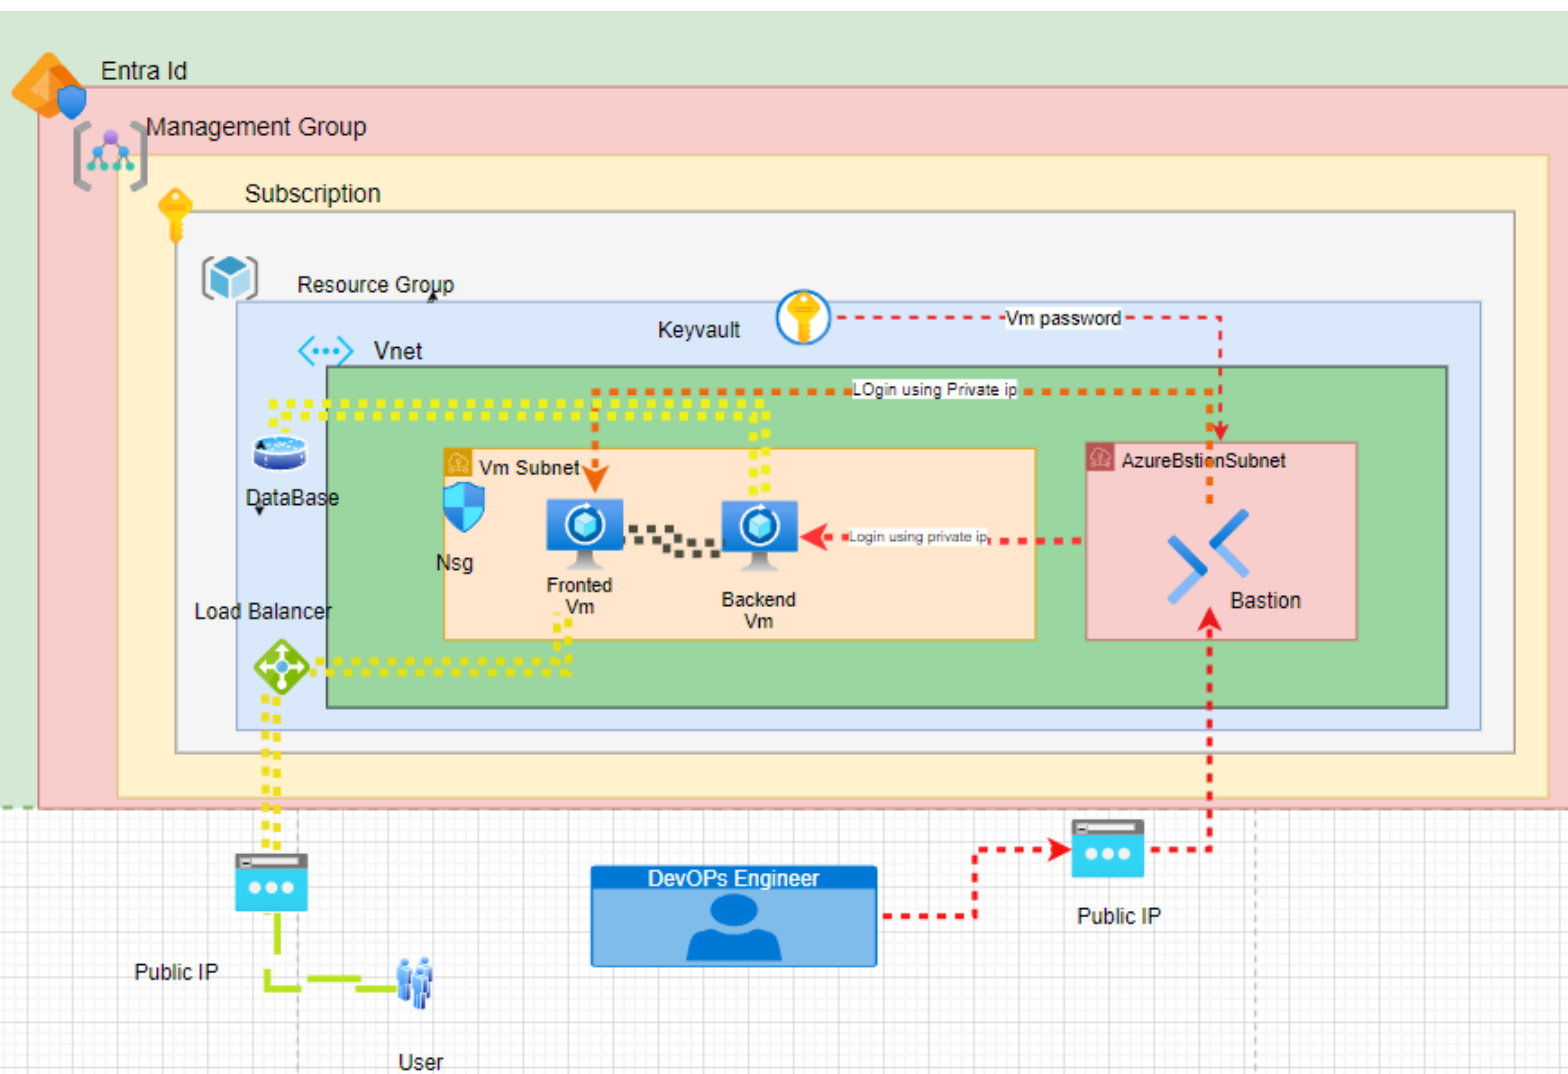 Entra Id
Management Group
Subscription
Resource Group
Keyvault
Vm password
Vnet
LOgin using Private ip
Vm Subnet
AzureBstionSubnet
DataBase
Login using private ip
Nsg
Fronted
Vm
Backend
Vm
Bastion
Load Balancer
DevOPs Engineer
Public IP
Public IP
User